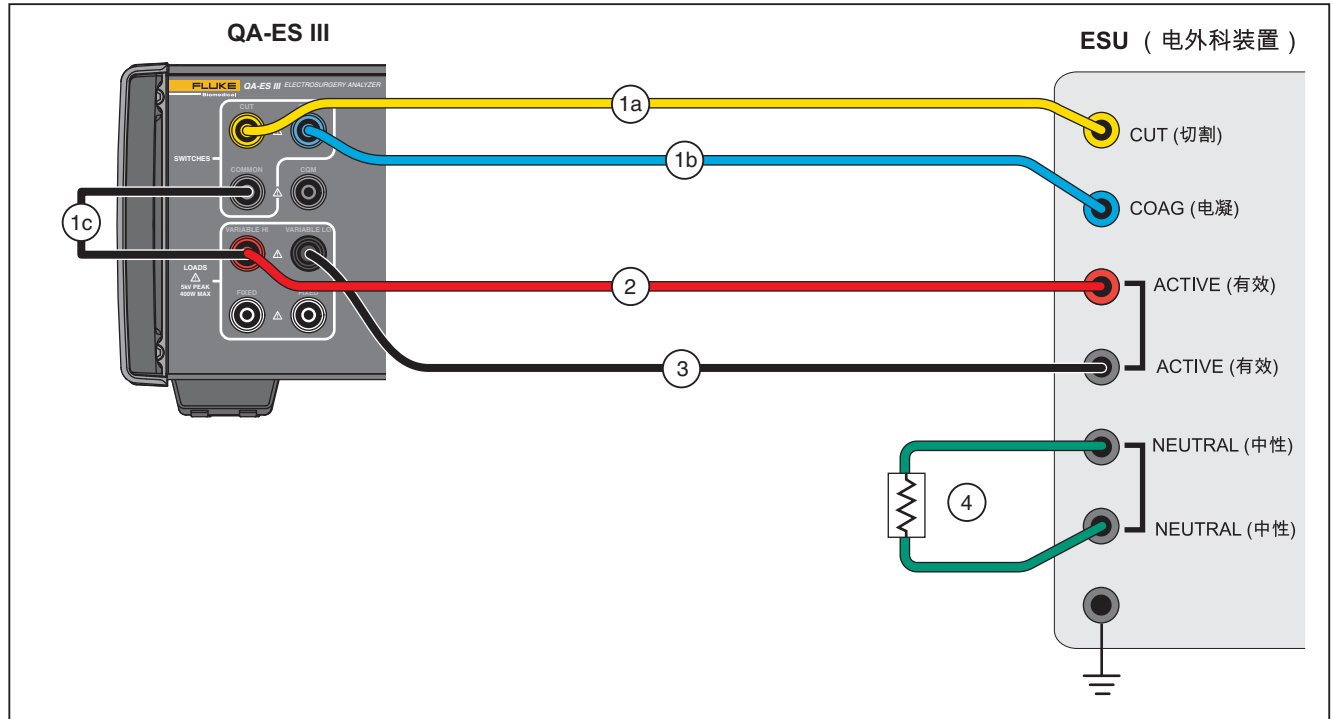 QA-ES III
ESU （电外科装置）
FLUKE
Biomedical
QA-ES III ELECTROSURGERY ANALYZER
CUT
SWITCHES
COMMON
CQM
VARIABLE HI
VARIABLE LO
LOADS
5kV PEAK
400W MAX
FIXED
FIXED
1a
1b
1c
2
3
4
CUT (切割)
COAG (电凝)
ACTIVE (有效)
ACTIVE (有效)
NEUTRAL (中性)
NEUTRAL (中性)